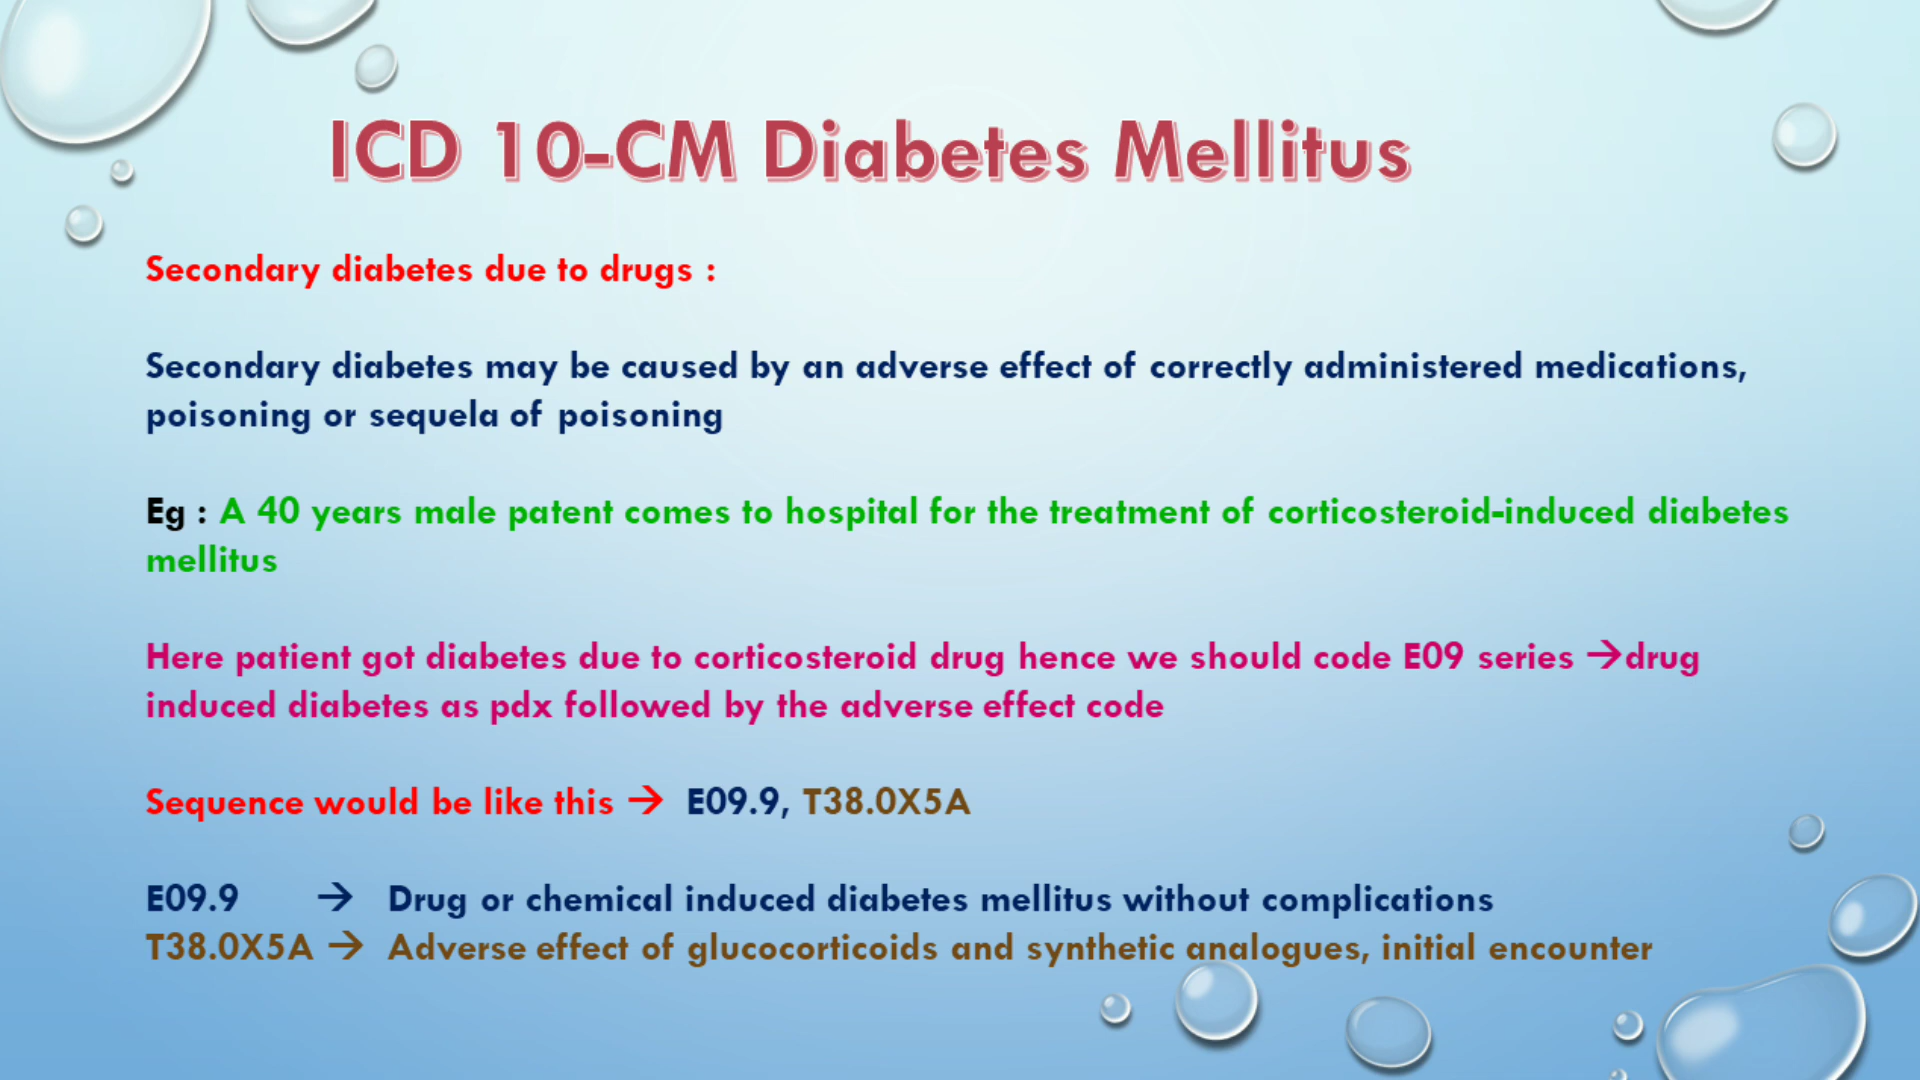 ICD 10-CM Diabetes Mellitus
Secondary diabetes due to drugs :
Secondary diabetes may be caused by an adverse effect of correctly administered medications,
poisoning or sequela of poisoning
Eg : A 40 years male patent comes to hospital for the treatment of corticosteroid-induced diabetes
mellitus
Here patient got diabetes due to corticosteroid drug hence we should code E09 series →drug
induced diabetes as pdx followed by the adverse effect code
Sequence would be like this → E09.9, T38.0X5A
E09.9 → Drug or chemical induced diabetes mellitus without complications
T38.0X5A → Adverse effect of glucocorticoids and synthetic analogues, initial encounter